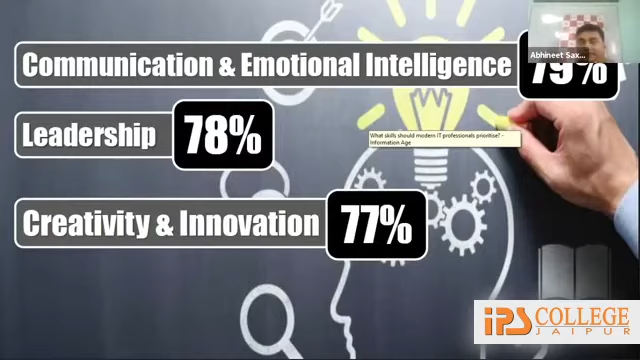 Communication & Emotional Intelligence
79%
Abhineet Sax...
Leadership
78%
What skills should modern IT professionals prioritise? -
Information Age
Creativity & Innovation
77%
iPS COLLEGE
JAIPUR